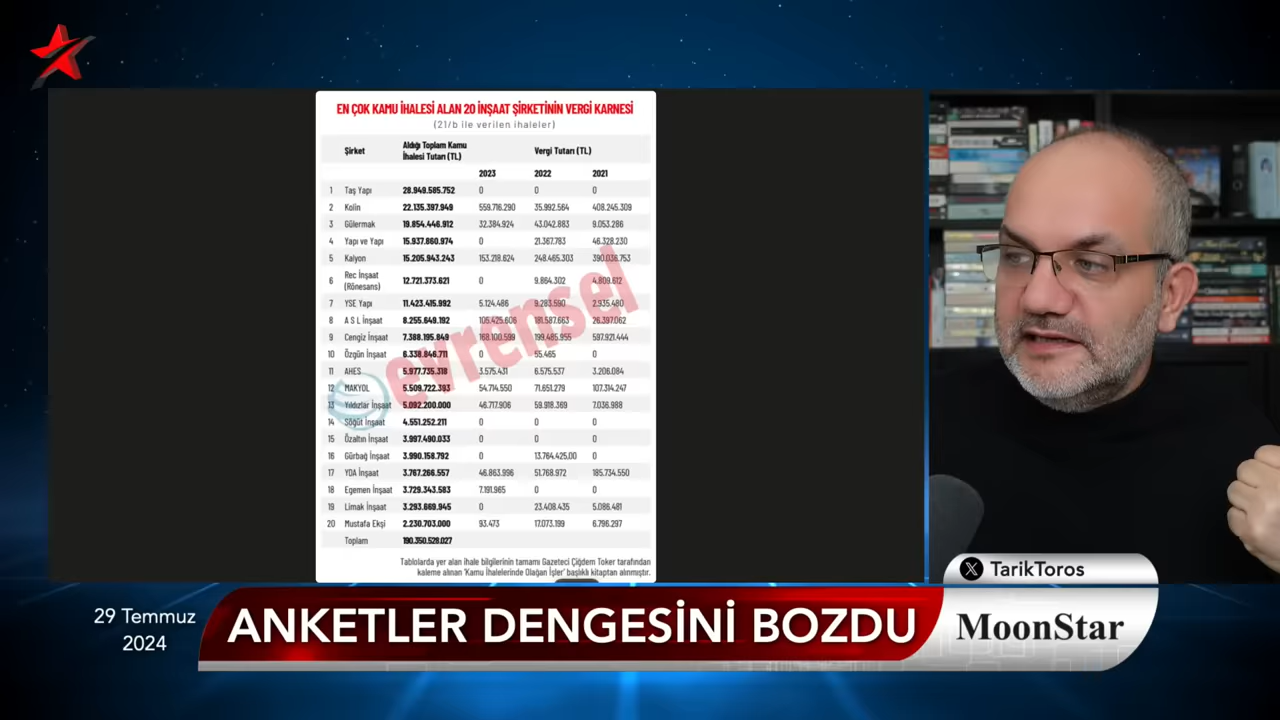 EN ÇOK KAMU İHALESİ ALAN 20 İNŞAAT ŞİRKETİNİN VERGİ KARNESİ
(21/b ile verilen ihaleler)
Şirket Aldığı Toplam Kamu İhalesi Tutarı (TL) Vergi Tutarı (TL)
2023 2022 2021
1 Taş Yapı 28.949.585.752 0 0 0
2 Kolin 22.135.397.949 559.716.290 35.992.564 408.245.309
3 Gülermak 19.854.446.912 32.384.924 43.042.883 9.053.286
4 Yapı ve Yapı 15.937.860.974 0 21.367.783 46.328.230
5 Kalyon 15.205.943.243 153.218.624 248.465.303 390.036.753
6 Rec İnşaat (Rönesans) 12.721.373.621 0 9.864.302 4.809.612
7 YSE Yapı 11.423.415.992 5.124.486 9.283.590 2.935.480
8 A S L İnşaat 8.255.649.192 105.425.606 181.587.663 26.397.062
9 Cengiz İnşaat 7.388.195.849 168.100.599 199.485.955 597.921.444
10 Özgün İnşaat 6.338.846.711 0 55.465 0
11 AHES 5.977.735.318 3.575.431 6.575.537 3.206.084
12 MAKYOL 5.509.722.393 54.714.550 71.651.279 107.314.247
13 Yıldızlar İnşaat 5.092.200.000 46.717.906 59.918.369 7.036.988
14 Söğüt İnşaat 4.551.252.211 0 0 0
15 Özaltın İnşaat 3.997.490.033 0 0 0
16 Gürbağ İnşaat 3.990.158.792 0 13.764.425.00 0
17 YDA İnşaat 3.767.266.557 46.863.996 51.768.972 185.734.550
18 Egemen İnşaat 3.729.343.583 7.191.965 0 0
19 Limak İnşaat 3.293.669.945 0 23.408.435 5.086.481
20 Mustafa Ekşi 2.230.703.000 93.473 17.073.199 6.796.297
Toplam 190.350.528.027
evrensel
Tablolarda yer alan ihale bilgilerinin tamamı Gazeteci Çiğdem Toker tarafından
kaleme alınan 'Kamu İhalelerinde Olağan İşler' başlıklı kitaptan alınmıştır.
X TarikToros
29 Temmuz
2024
ANKETLER DENGESİNİ BOZDU
MoonStar